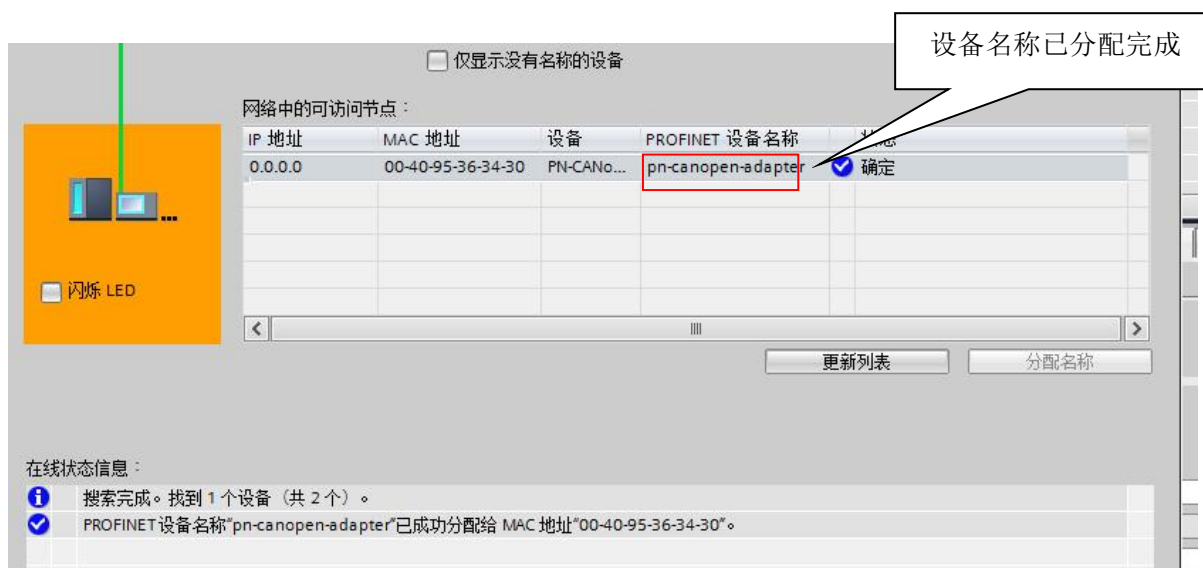 设备名称已分配完成
仅显示没有名称的设备
网络中的可访问节点：
IP 地址 MAC 地址 设备 PROFINET 设备名称 状态
0.0.0.0 00-40-95-36-34-30 PN-CANo... pn-canopen-adapter 确定
...
闪烁 LED
更新列表 分配名称
在线状态信息：
搜索完成。找到 1 个设备（共 2 个）。
PROFINET设备名称“pn-canopen-adapter”已成功分配给 MAC 地址“00-40-95-36-34-30”。